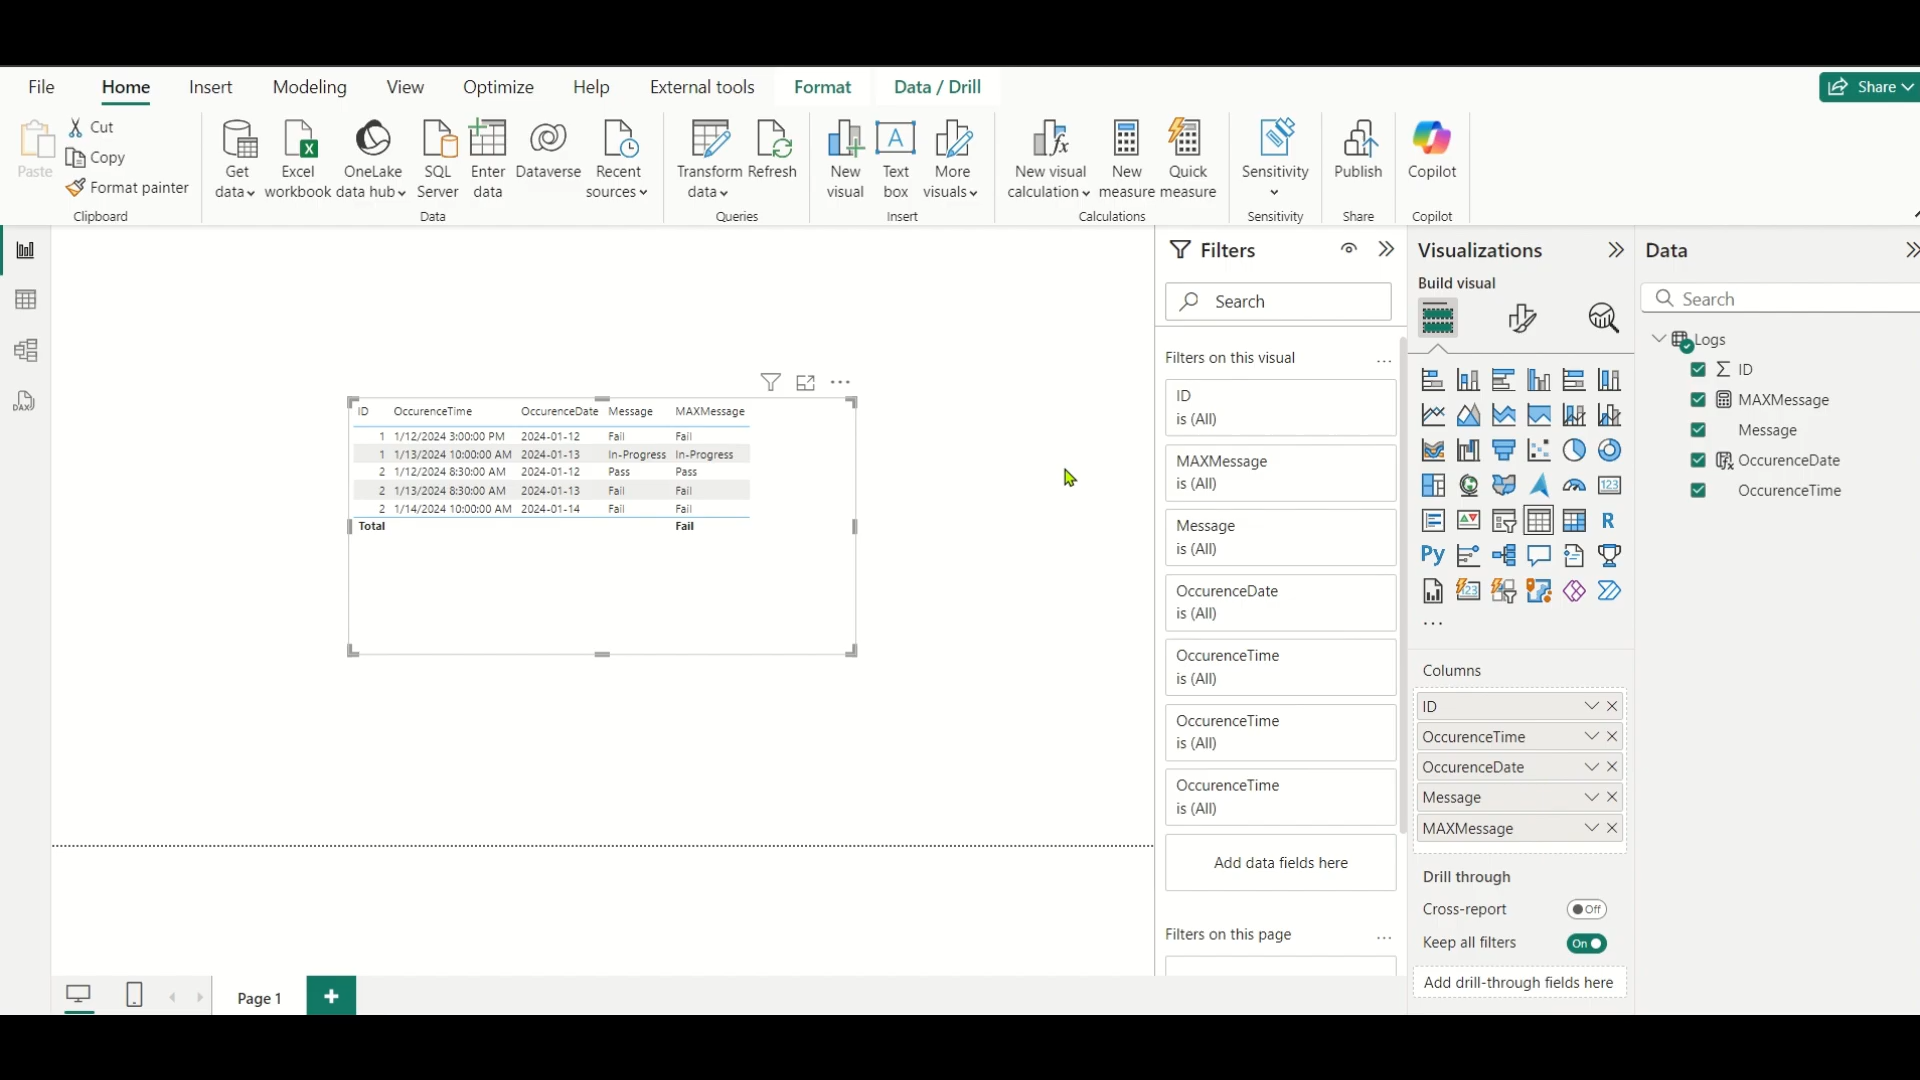 File Home Insert Modeling View Optimize Help External tools Format Data / Drill Share
Paste
Cut
Copy
Format painter
Clipboard
Get data
Excel workbook
OneLake data hub
SQL Server
Enter data
Dataverse
Recent sources
Data
Transform data
Refresh
Queries
New visual
Text box
More visuals
Insert
New visual calculation
New measure
Quick measure
Calculations
Sensitivity
Sensitivity
Publish
Share
Copilot
Copilot
ID OccurenceTime OccurenceDate Message MAXMessage
1 1/12/2024 3:00:00 PM 2024-01-12 Fail Fail
1 1/13/2024 10:00:00 AM 2024-01-13 In-Progress In-Progress
2 1/12/2024 8:30:00 AM 2024-01-12 Pass Pass
2 1/13/2024 8:30:00 AM 2024-01-13 Fail Fail
2 1/14/2024 10:00:00 AM 2024-01-14 Fail Fail
Total Fail
Page 1
Filters
Search
Filters on this visual
ID
is (All)
MAXMessage
is (All)
Message
is (All)
OccurenceDate
is (All)
OccurenceTime
is (All)
OccurenceTime
is (All)
OccurenceTime
is (All)
Add data fields here
Filters on this page
Visualizations
Build visual
123
R
Py
123
Columns
ID
OccurenceTime
OccurenceDate
Message
MAXMessage
Drill through
Cross-report Off
Keep all filters On
Add drill-through fields here
Data
Search
Logs
ID
MAXMessage
Message
OccurenceDate
OccurenceTime